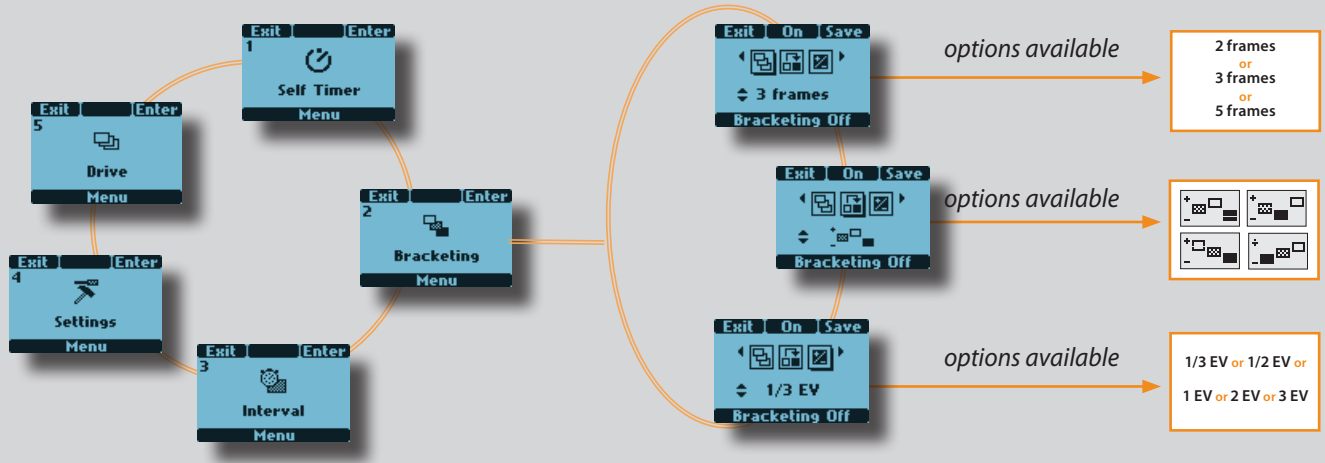 Exit Enter
1
Self Timer
Menu
Exit Enter
5
Drive
Menu
Exit Enter
2
Bracketing
Menu
Exit Enter
4
Settings
Menu
Exit Enter
3
Interval
Menu
Exit On Save
3 frames
Bracketing Off
options available
2 frames
or
3 frames
or
5 frames
Exit On Save
Bracketing Off
options available
Exit On Save
1/3 EV
Bracketing Off
options available
1/3 EV or 1/2 EV or
1 EV or 2 EV or 3 EV